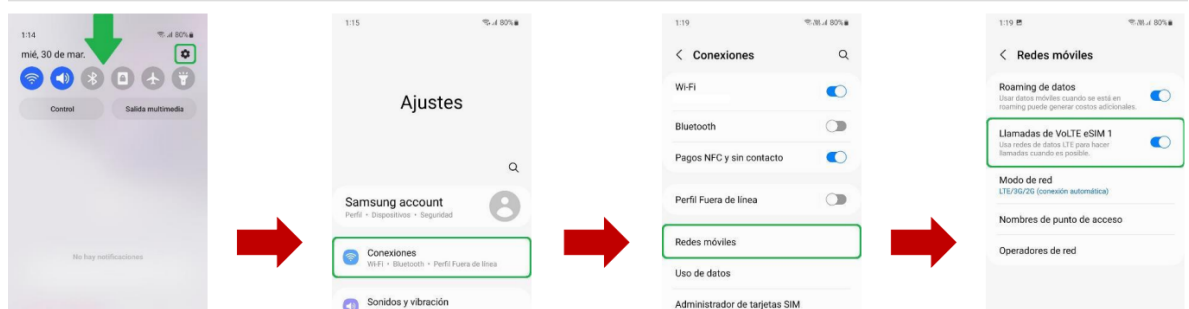 1:14
80%
mié, 30 de mar.
Control
Salida multimedia
No hay notificaciones
1:15
80%
Ajustes
Samsung account
Perfil • Dispositivos • Seguridad
Conexiones
Wi-Fi • Bluetooth • Perfil Fuera de línea
Sonidos y vibración
1:19
80%
Conexiones
Wi-Fi
Bluetooth
Pagos NFC y sin contacto
Perfil Fuera de línea
Redes móviles
Uso de datos
Administrador de tarjetas SIM
1:19
80%
Redes móviles
Roaming de datos
Usar datos móviles cuando se está en
roaming puede generar costos adicionales.
Llamadas de VoLTE eSIM 1
Usa redes de datos LTE para hacer
llamadas cuando es posible.
Modo de red
LTE/3G/2G (conexión automática)
Nombres de punto de acceso
Operadores de red